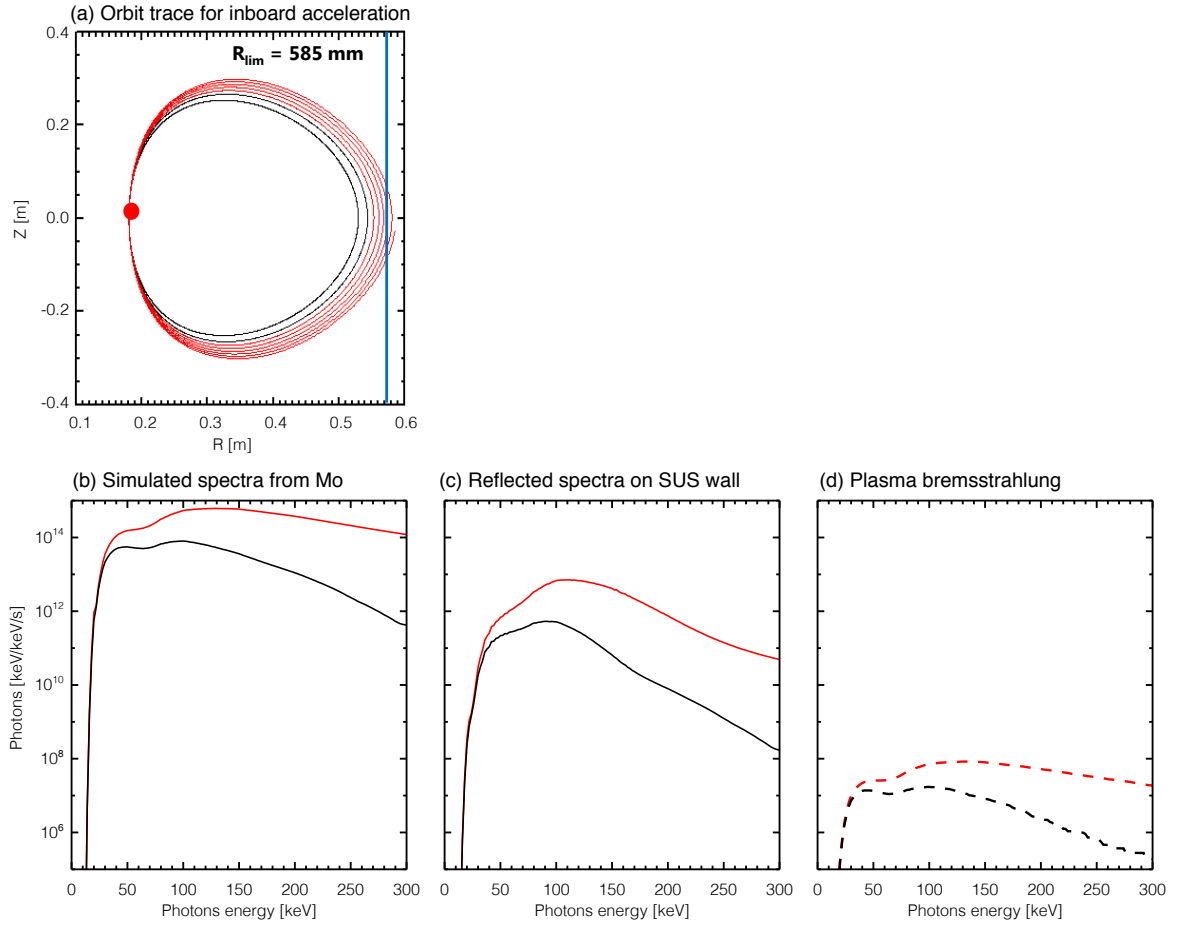 (a) Orbit trace for inboard acceleration
R_lim = 585 mm
0.4
0.2
0.0
-0.2
-0.4
Z [m]
0.1 0.2 0.3 0.4 0.5 0.6
R [m]
(b) Simulated spectra from Mo
(c) Reflected spectra on SUS wall
(d) Plasma bremsstrahlung
10^14
10^12
10^10
10^8
10^6
Photons [keV/keV/s]
0 50 100 150 200 250 300
0 50 100 150 200 250 300
0 50 100 150 200 250 300
Photons energy [keV]
Photons energy [keV]
Photons energy [keV]